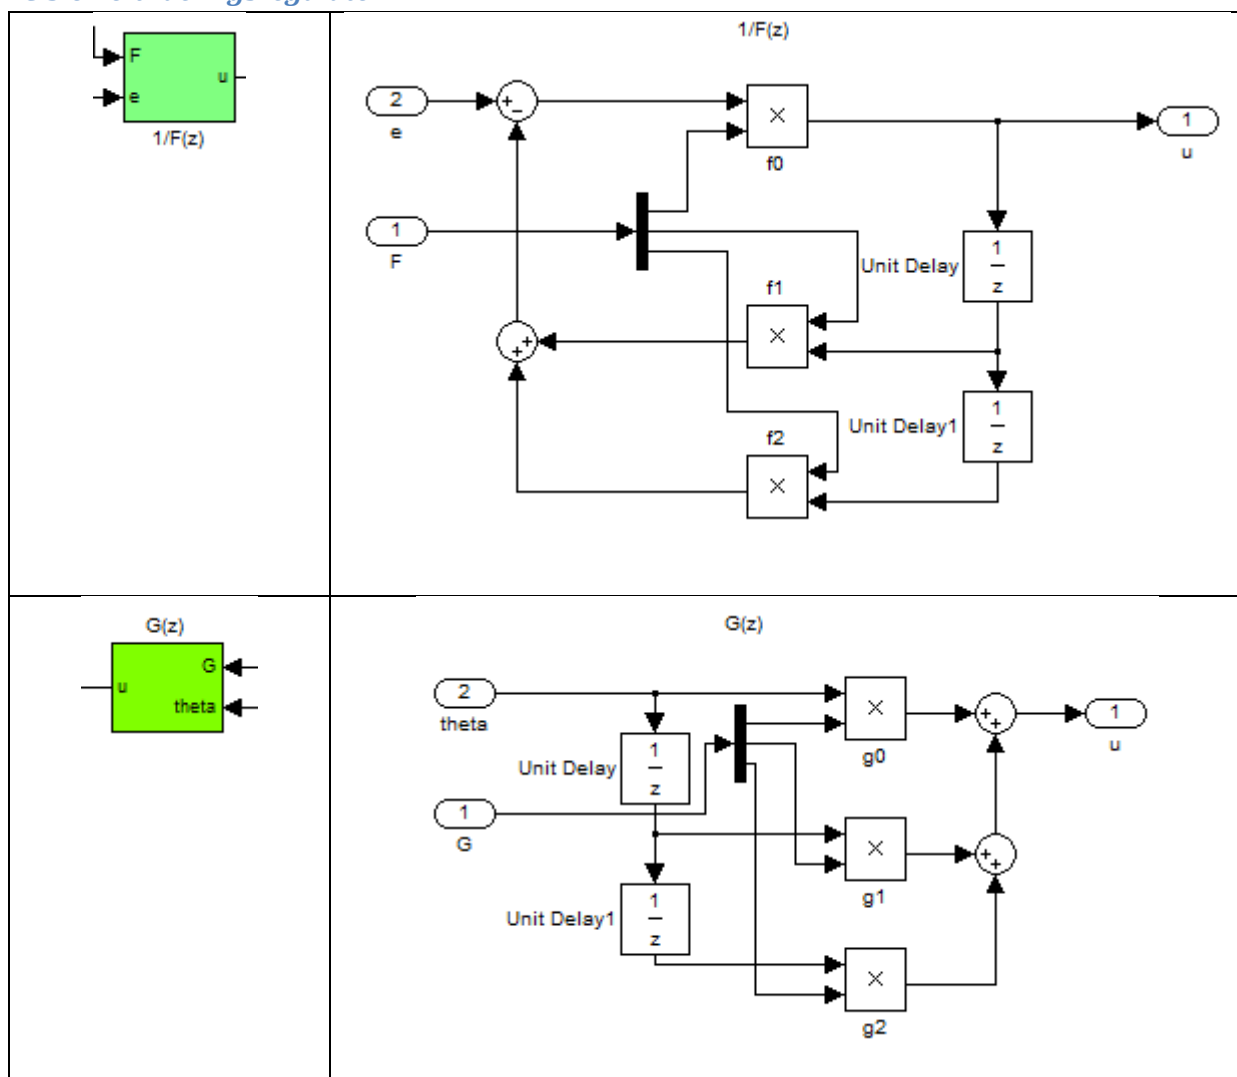 F
u
e
1/F(z)
1/F(z)
2
e
+
−
×
f0
1
u
1
F
Unit Delay
1
z
f1
×
+
+
Unit Delay1
1
z
f2
×
G(z)
G
u
theta
G(z)
2
theta
×
g0
+
+
1
u
Unit Delay
1
z
1
G
×
g1
+
+
Unit Delay1
1
z
×
g2